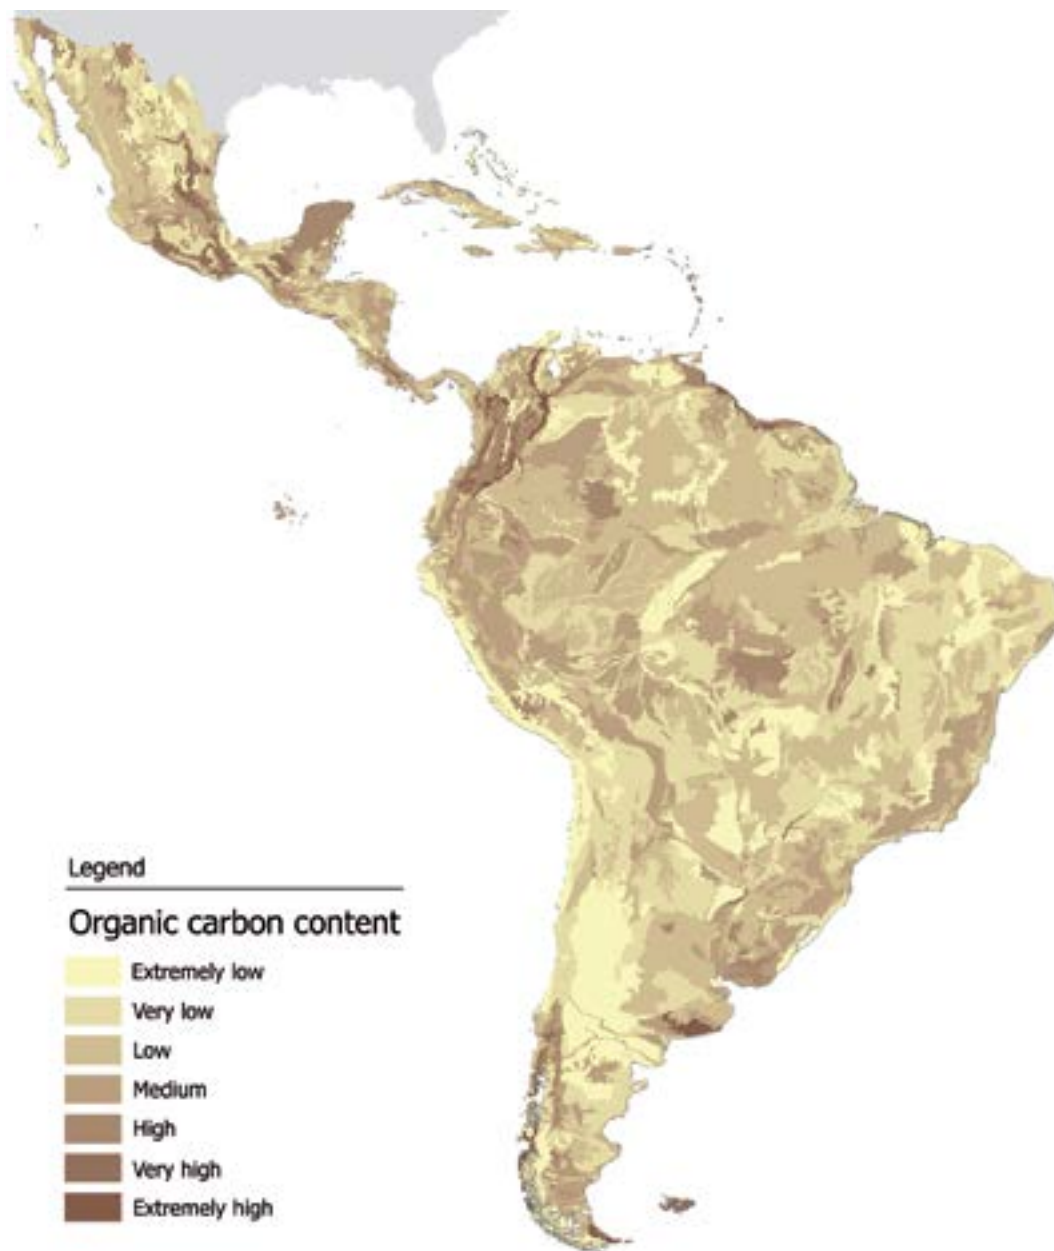 Legend
Organic carbon content
Extremely low
Very low
Low
Medium
High
Very high
Extremely high